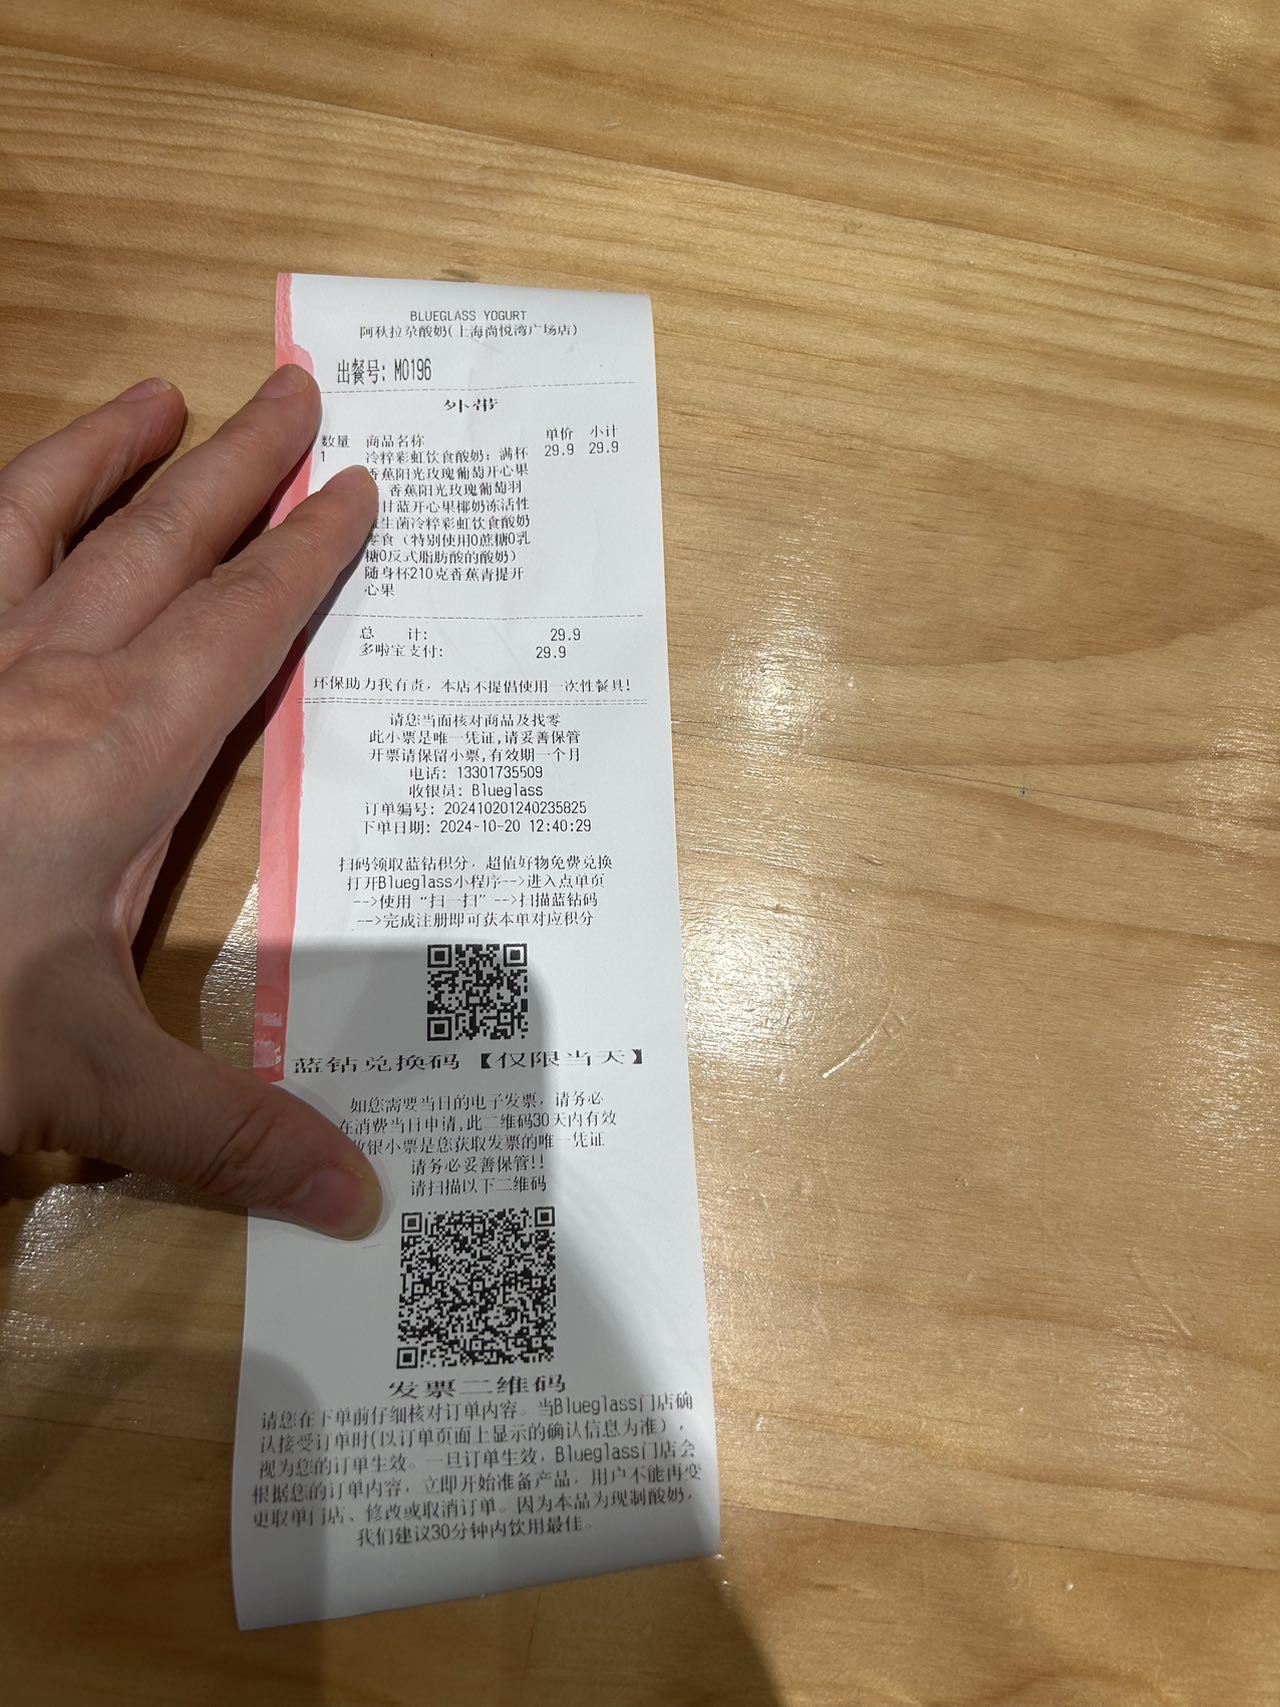 BLUEGLASS YOGURT
阿秋拉尕酸奶(上海尚悦湾广场店)
出餐号: M0196
外带
数量 商品名称 单价 小计
1 冷粹彩虹饮食酸奶: 满杯 29.9 29.9
香蕉阳光玫瑰葡萄开心果
香蕉阳光玫瑰葡萄羽
甘蓝开心果椰奶冻活性
生菌冷粹彩虹饮食酸奶
零食 (特别使用0蔗糖0乳
糖0反式脂肪酸的酸奶)
随身杯210克香蕉青提开
心果
总 计: 29.9
多啦宝支付: 29.9
环保助力我有责, 本店不提倡使用一次性餐具!
请您当面核对商品及找零
此小票是唯一凭证,请妥善保管
开票请保留小票,有效期一个月
电话: 13301735509
收银员: Blueglass
订单编号: 202410201240235825
下单日期: 2024-10-20 12:40:29
扫码领取蓝钻积分, 超值好物免费兑换
打开Blueglass小程序-->进入点单页
-->使用 “扫一扫” -->扫描蓝钻码
-->完成注册即可获本单对应积分
蓝钻兑换码【仅限当天】
如您需要当日的电子发票, 请务必
在消费当日申请,此二维码30天内有效
收银小票是您获取发票的唯一凭证
请务必妥善保管!!
请扫描以下二维码
发票二维码
请您在下单前仔细核对订单内容。当Blueglass门店确
认接受订单时(以订单页面上显示的确认信息为准),
视为您的订单生效。一旦订单生效, Blueglass门店会
根据您的订单内容, 立即开始准备产品, 用户不能再变
更取单门店、修改或取消订单。因为本品为现制酸奶,
我们建议30分钟内饮用最佳。